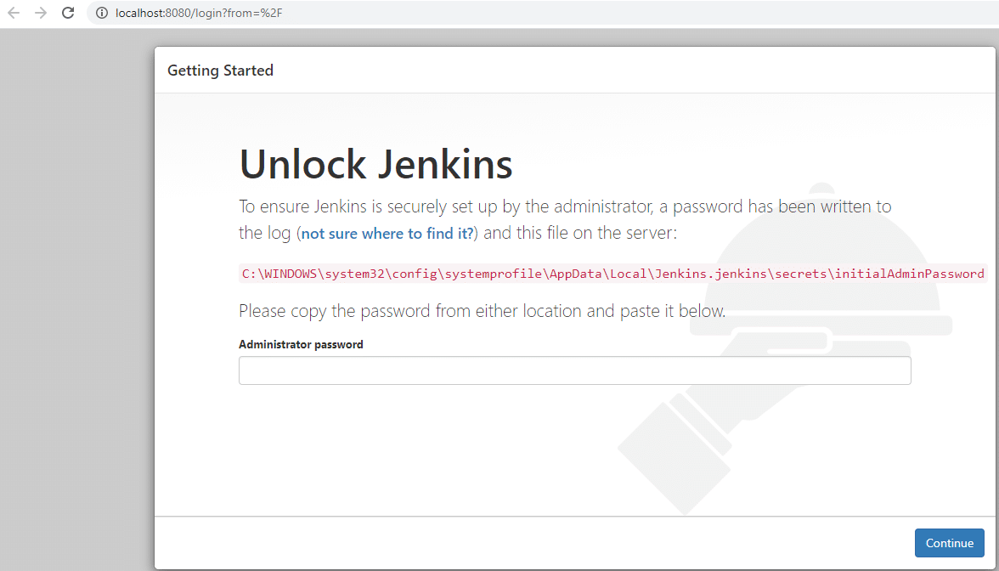 localhost:8080/login?from=%2F
Getting Started
Unlock Jenkins
To ensure Jenkins is securely set up by the administrator, a password has been written to
the log (not sure where to find it?) and this file on the server:
C:\WINDOWS\system32\config\systemprofile\AppData\Local\Jenkins.jenkins\secrets\initialAdminPassword
Please copy the password from either location and paste it below.
Administrator password
Continue